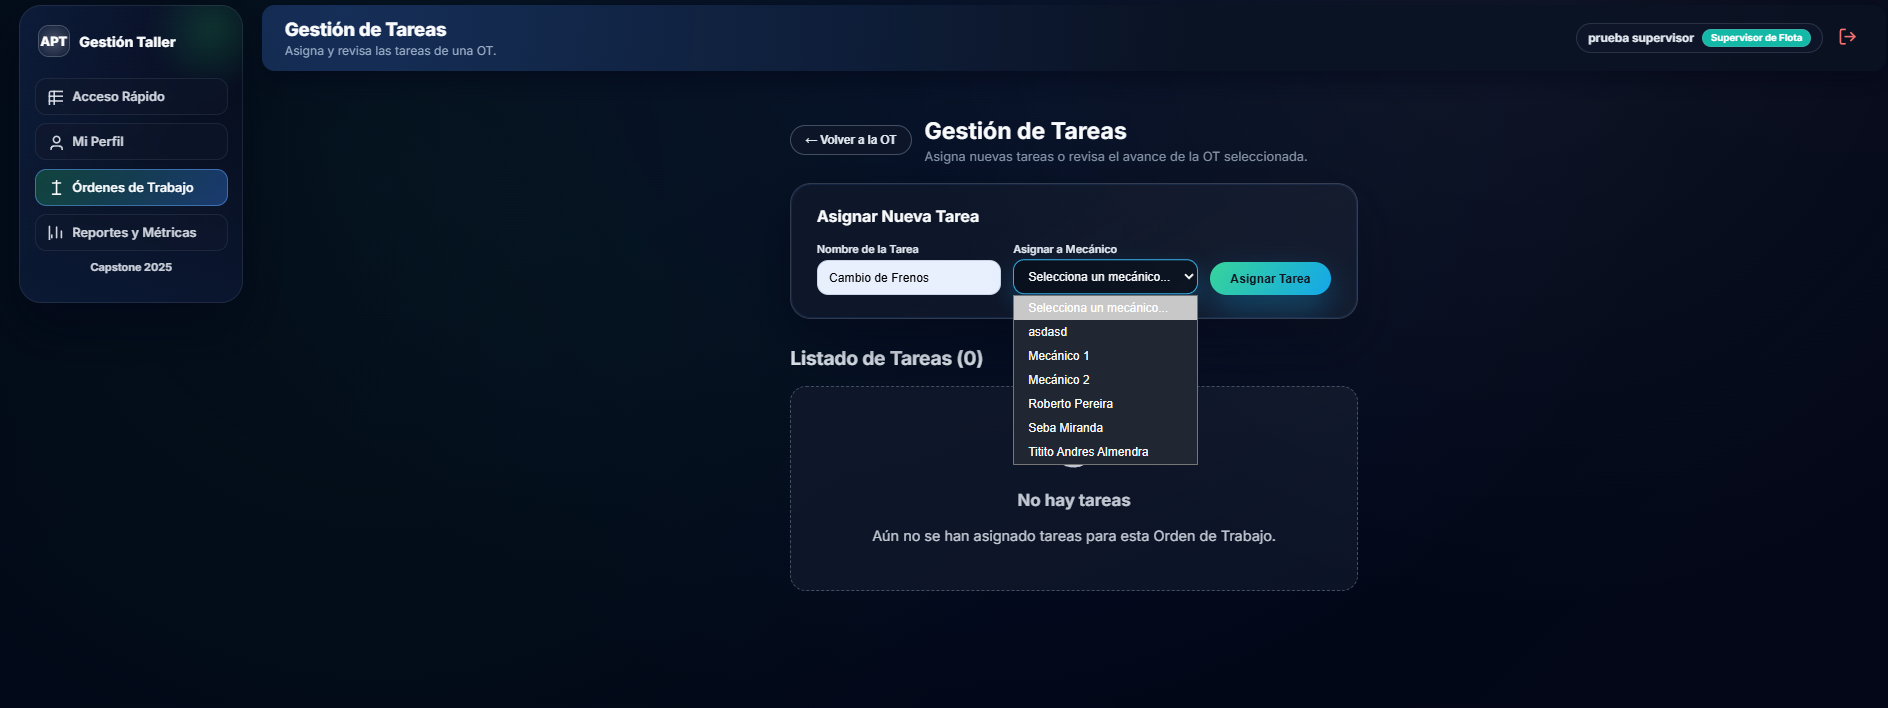 APT Gestión Taller
Acceso Rápido
Mi Perfil
Órdenes de Trabajo
Reportes y Métricas
Capstone 2025
Gestión de Tareas
Asigna y revisa las tareas de una OT.
prueba supervisor Supervisor de Flota
← Volver a la OT
Gestión de Tareas
Asigna nuevas tareas o revisa el avance de la OT seleccionada.
Asignar Nueva Tarea
Nombre de la Tarea
Cambio de Frenos
Asignar a Mecánico
Selecciona un mecánico...
Asignar Tarea
Selecciona un mecánico...
asdasd
Mecánico 1
Mecánico 2
Roberto Pereira
Seba Miranda
Titito Andres Almendra
Listado de Tareas (0)
No hay tareas
Aún no se han asignado tareas para esta Orden de Trabajo.